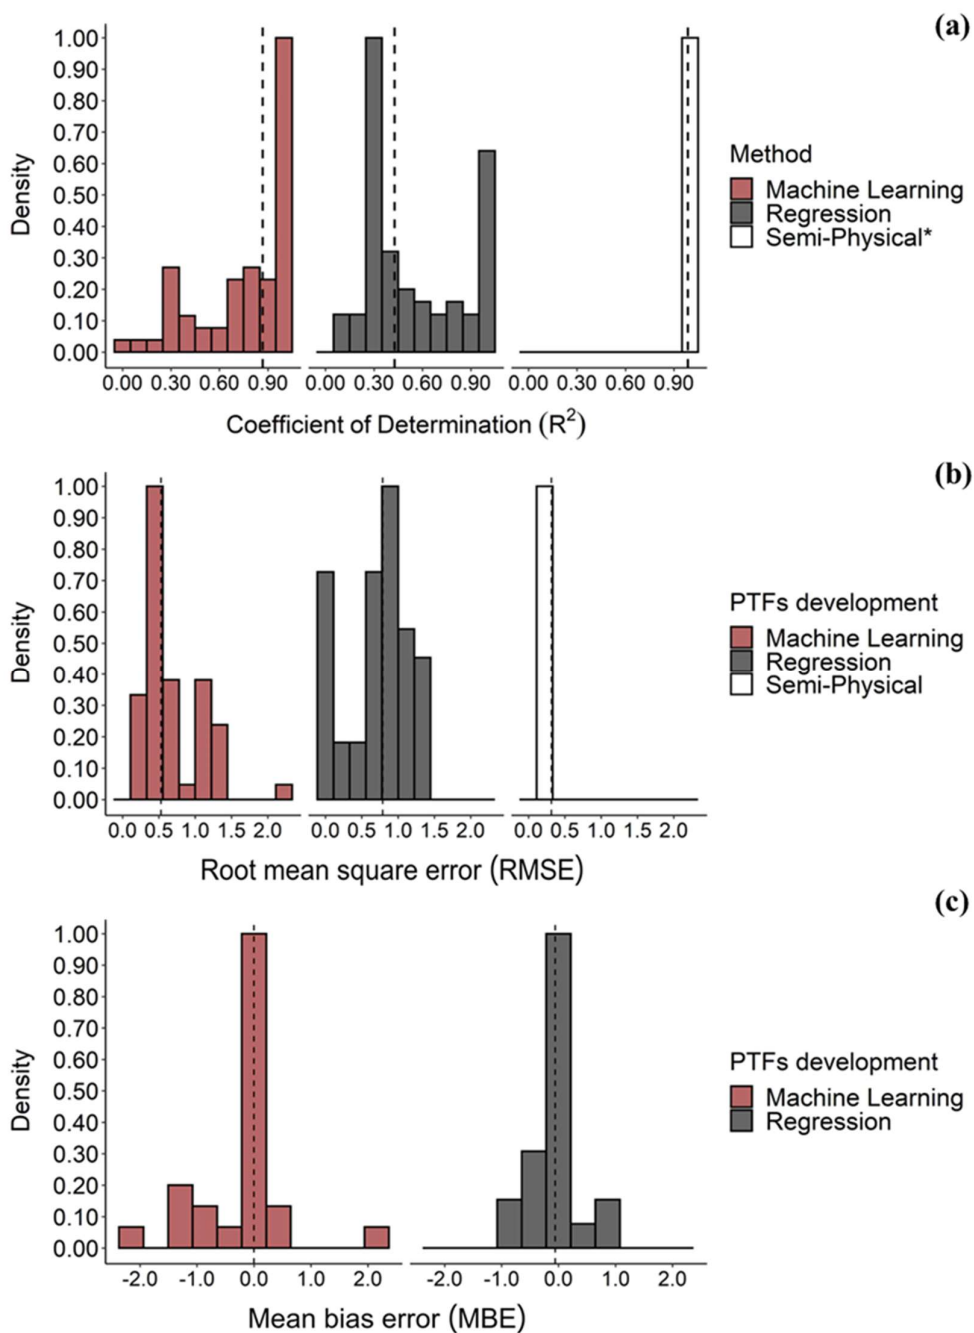 (a)
1.00
0.90
0.80
0.70
0.60
0.50
0.40
0.30
0.20
0.10
0.00
Density
0.00 0.30 0.60 0.90 0.00 0.30 0.60 0.90 0.00 0.30 0.60 0.90
Coefficient of Determination (R²)
Method
Machine Learning
Regression
Semi-Physical*
(b)
1.00
0.90
0.80
0.70
0.60
0.50
0.40
0.30
0.20
0.10
0.00
Density
0.0 0.5 1.0 1.5 2.0 0.0 0.5 1.0 1.5 2.0 0.0 0.5 1.0 1.5 2.0
Root mean square error (RMSE)
PTFs development
Machine Learning
Regression
Semi-Physical
(c)
1.00
0.90
0.80
0.70
0.60
0.50
0.40
0.30
0.20
0.10
0.00
Density
-2.0 -1.0 0.0 1.0 2.0 -2.0 -1.0 0.0 1.0 2.0
Mean bias error (MBE)
PTFs development
Machine Learning
Regression